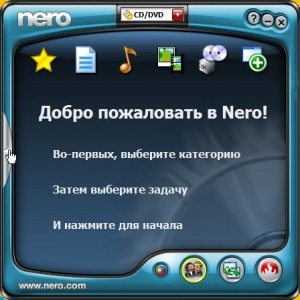 nero
CD/DVD
Добро пожаловать в Nero!
Во-первых, выберите категорию
Затем выберите задачу
И нажмите для начала
www.nero.com